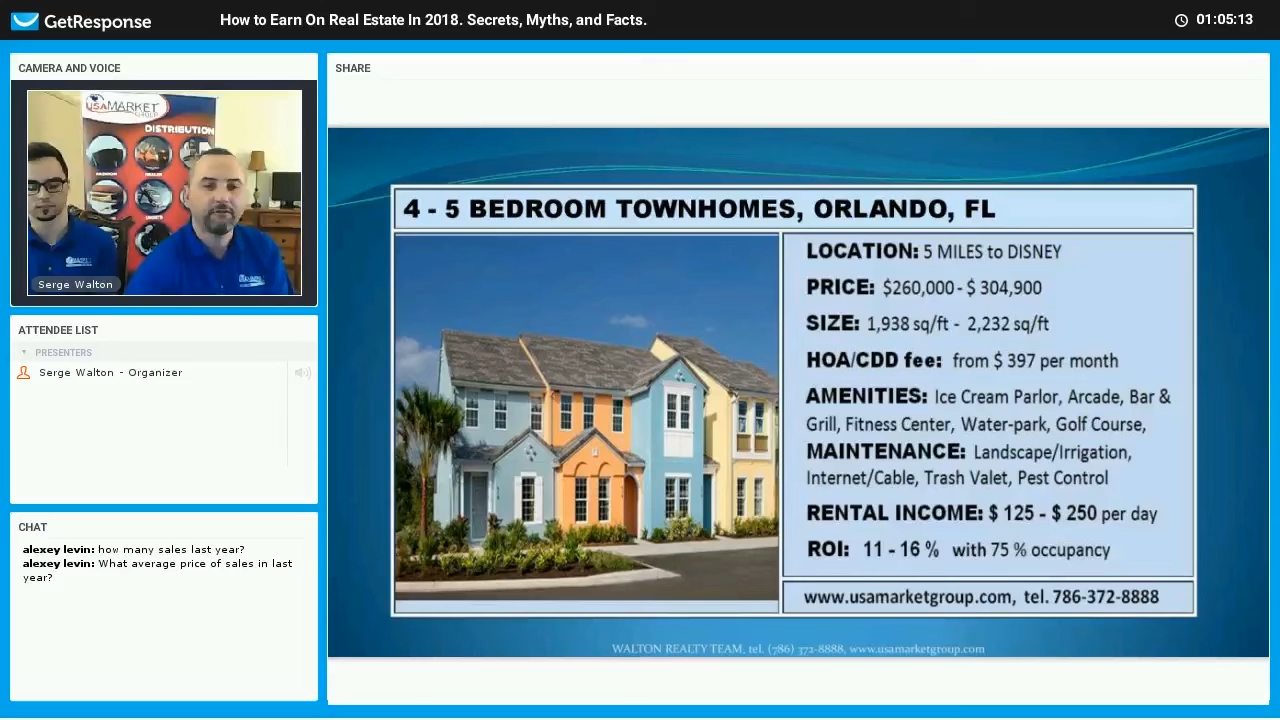 GetResponse
How to Earn On Real Estate In 2018. Secrets, Myths, and Facts.
01:05:13
CAMERA AND VOICE
USAMARKET
GROUP
DISTRIBUTION
Serge Walton
ATTENDEE LIST
PRESENTERS
Serge Walton - Organizer
CHAT
alexey levin: how many sales last year?
alexey levin: What average price of sales in last
year?
SHARE
4 - 5 BEDROOM TOWNHOMES, ORLANDO, FL
LOCATION: 5 MILES to DISNEY
PRICE: $260,000 - $ 304,900
SIZE: 1,938 sq/ft - 2,232 sq/ft
HOA/CDD fee: from $ 397 per month
AMENITIES: Ice Cream Parlor, Arcade, Bar &
Grill, Fitness Center, Water-park, Golf Course,
MAINTENANCE: Landscape/Irrigation,
Internet/Cable, Trash Valet, Pest Control
RENTAL INCOME: $ 125 - $ 250 per day
ROI: 11 - 16 % with 75 % occupancy
www.usamarketgroup.com, tel. 786-372-8888
WALTON REALTY TEAM, tel. (786) 372-8888, www.usamarketgroup.com